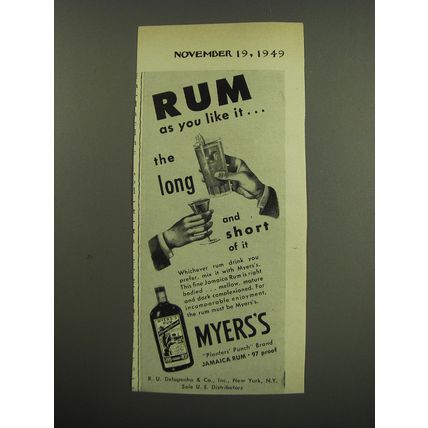 NOVEMBER 19, 1949
RUM
as you like it...
the
long
and
short
of it
Whichever rum drink you
prefer, mix it with Myers's.
This fine Jamaica Rum is right
bodied... mellow, mature
and dark complexioned. For
incomparable enjoyment,
the rum must be Myers's.
MYERS'S
"Planters' Punch" Brand
JAMAICA RUM • 97 proof
R. U. Delapenha & Co., Inc., New York, N.Y.
Sole U. S. Distributors
MYERS'S